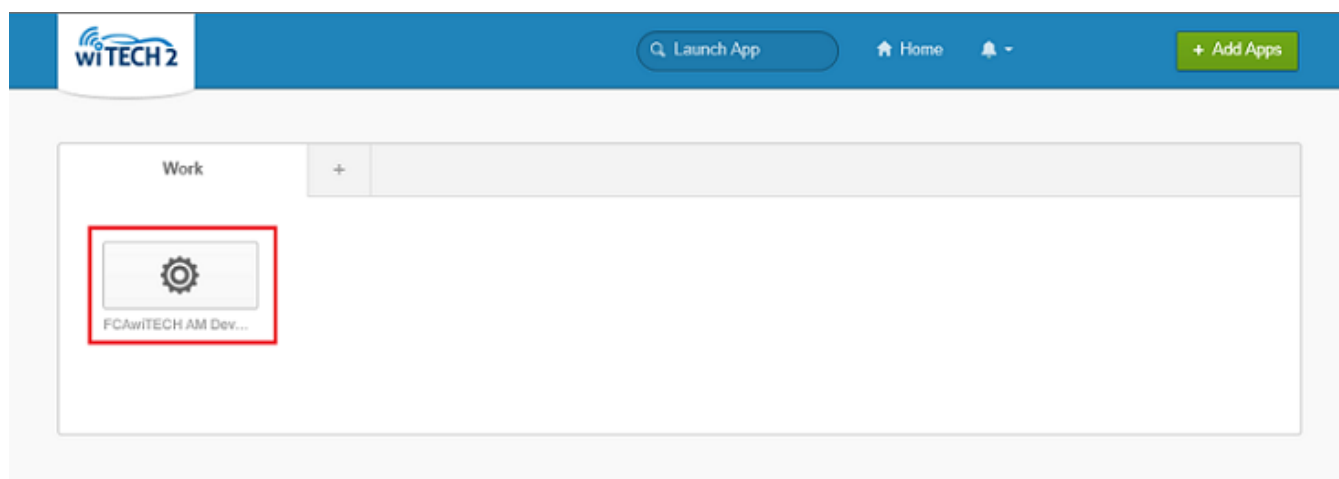 wiTECH 2
Launch App
Home
+ Add Apps
Work
+
FCAwiTECH AM Dev...